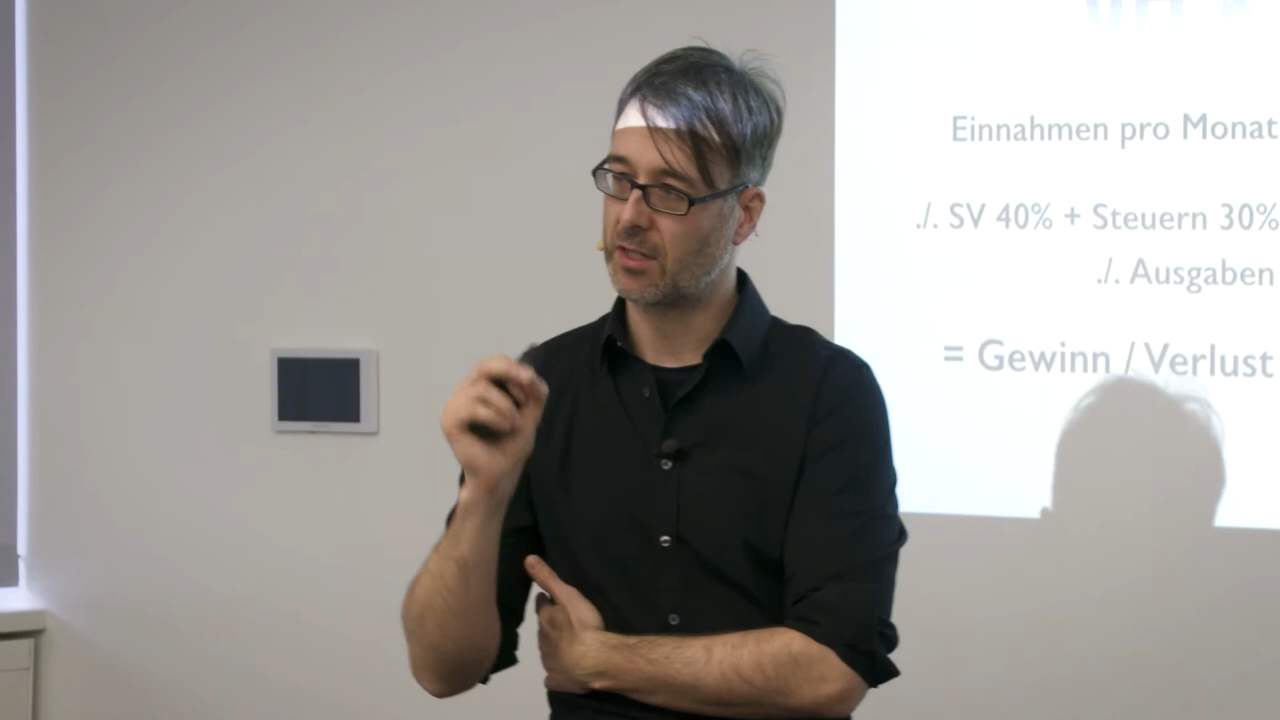 Einnahmen pro Monat
./. SV 40% + Steuern 30%
./. Ausgaben
= Gewinn / Verlust